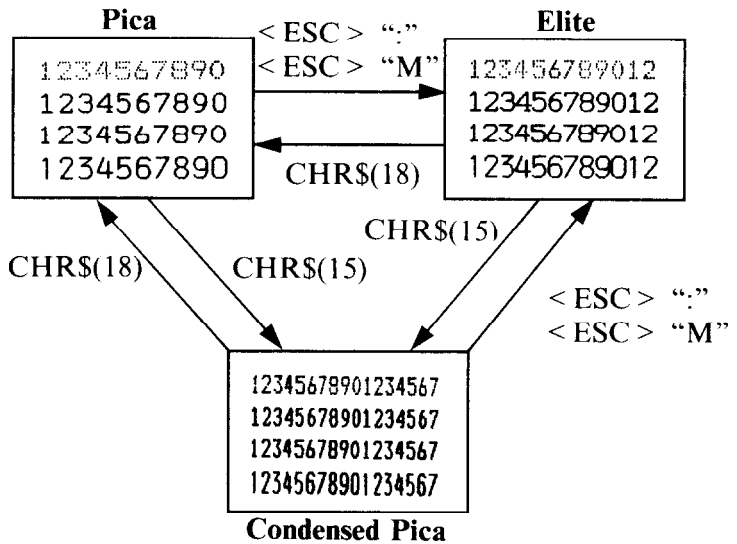 Pica
1234567890
1234567890
1234567890
1234567890
< ESC > “:”
< ESC > “M”
CHR$(18)
Elite
123456789012
123456789012
123456789012
123456789012
CHR$(18)
CHR$(15)
CHR$(15)
< ESC > “:”
< ESC > “M”
12345678901234567
12345678901234567
12345678901234567
12345678901234567
Condensed Pica